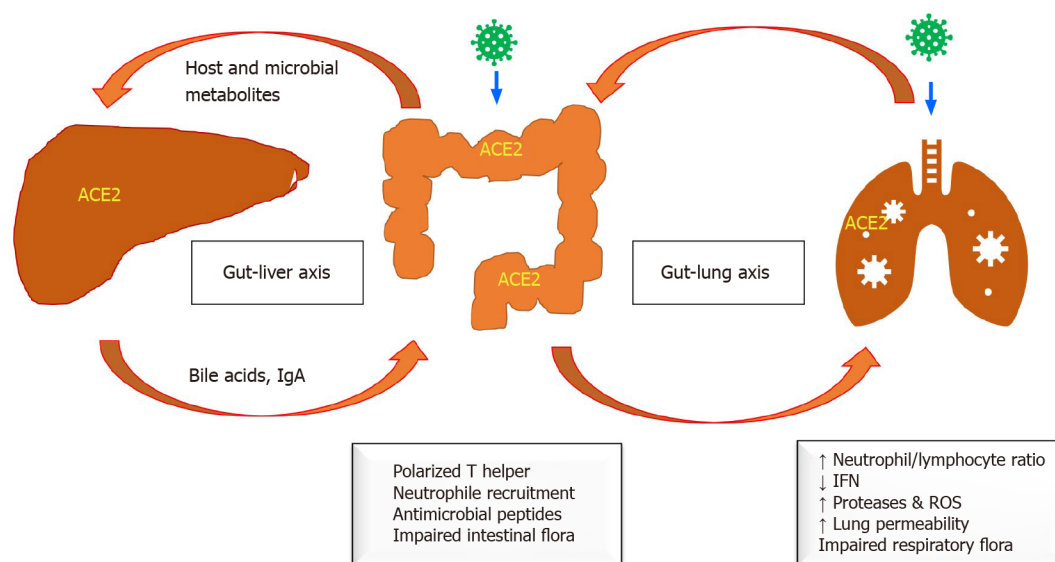 Host and microbial
metabolites
ACE2
ACE2
ACE2
ACE2
Gut-liver axis
Gut-lung axis
Bile acids, IgA
Polarized T helper
Neutrophile recruitment
Antimicrobial peptides
Impaired intestinal flora
↑ Neutrophil/lymphocyte ratio
↓ IFN
↑ Proteases & ROS
↑ Lung permeability
Impaired respiratory flora